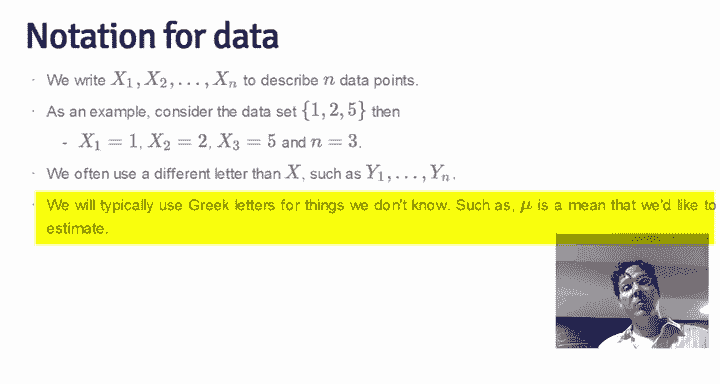 Notation for data
· We write X₁, X₂, . . . , Xₙ to describe n data points.
· As an example, consider the data set {1, 2, 5} then
- X₁ = 1, X₂ = 2, X₃ = 5 and n = 3.
· We often use a different letter than X, such as Y₁, . . . , Yₙ.
· We will typically use Greek letters for things we don't know. Such as, μ is a mean that we'd like to
estimate.